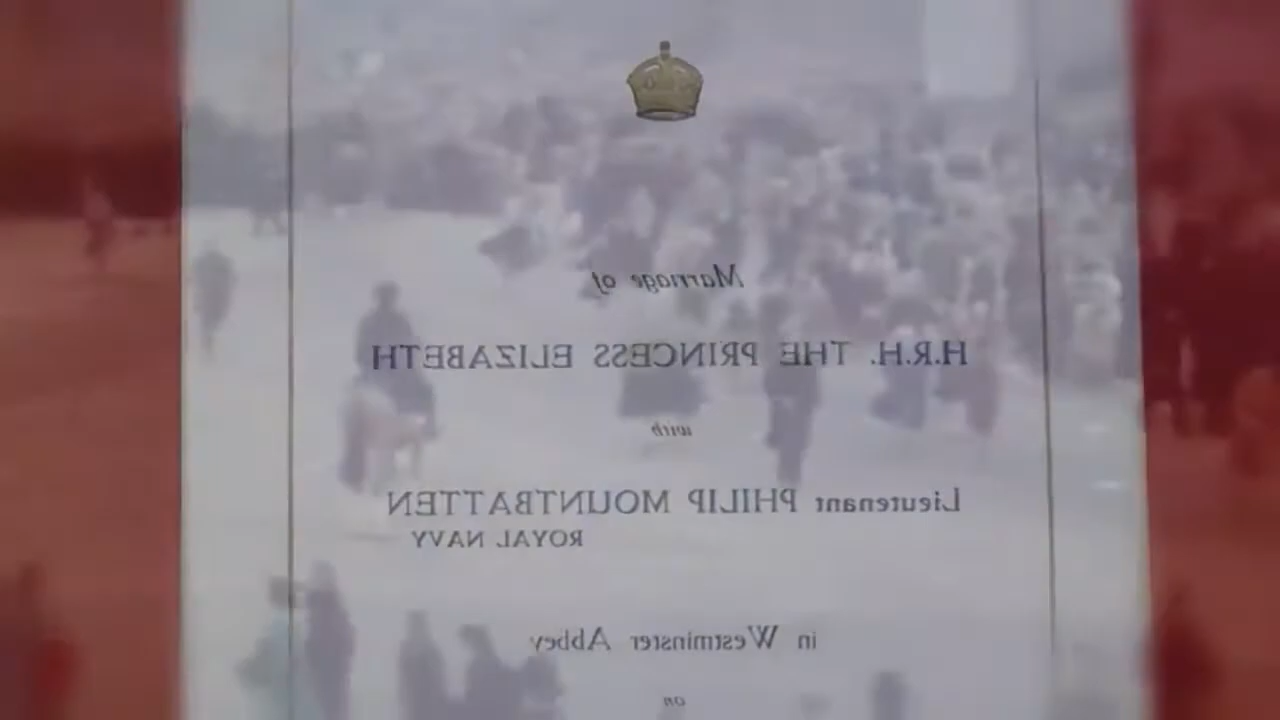 Marriage of
H.R.H. THE PRINCESS ELIZABETH
with
Lieutenant PHILIP MOUNTBATTEN
ROYAL NAVY
in Westminster Abbey
on